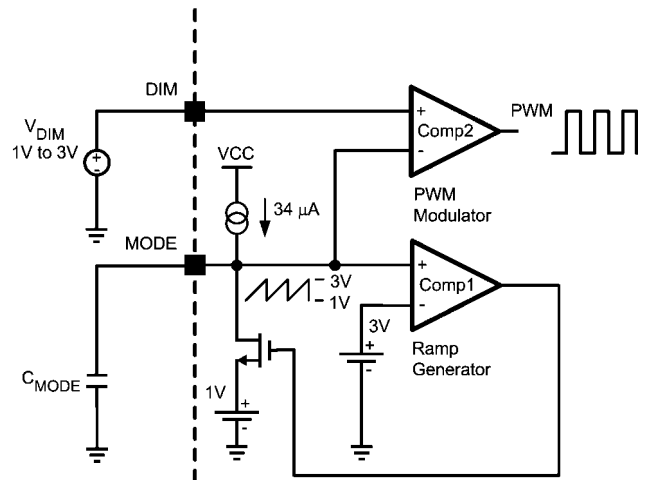 DIM
V_DIM
1V to 3V
+
-
+
Comp2
-
PWM
PWM
Modulator
VCC
34 μA
MODE
3V
1V
+
Comp1
-
3V
+
-
Ramp
Generator
C_MODE
1V
+
-